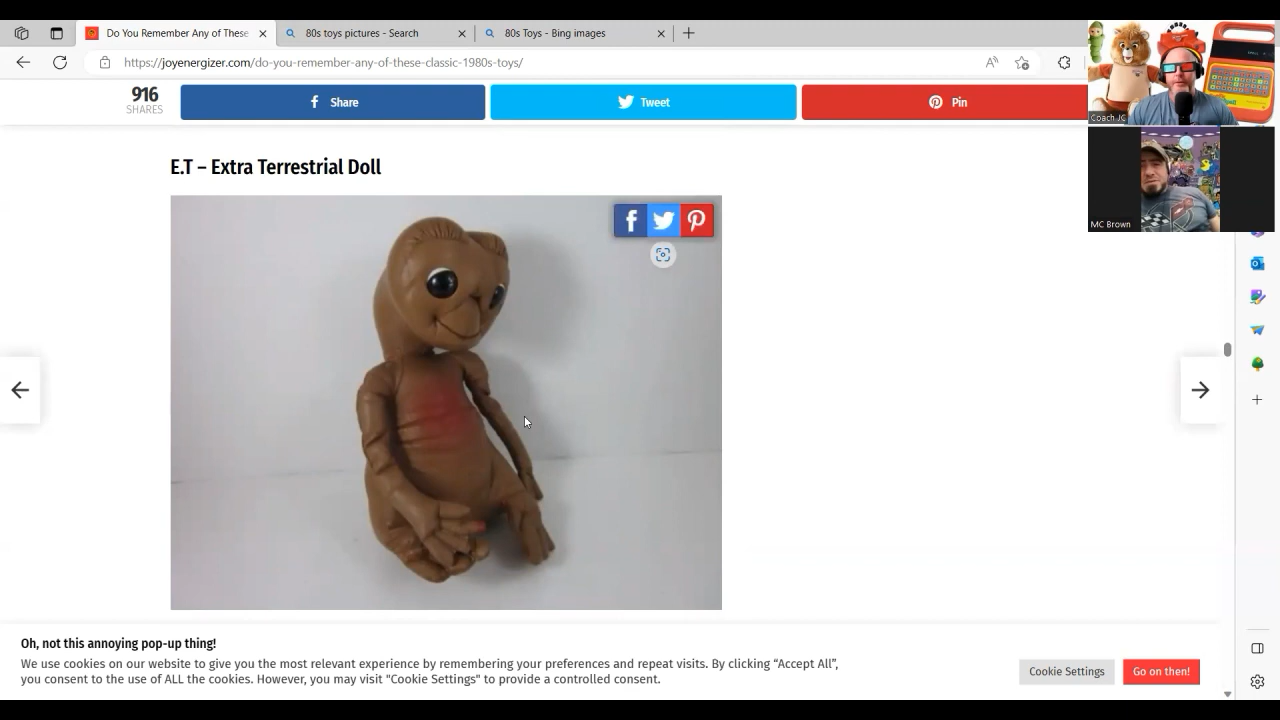 Do You Remember Any of These
80s toys pictures - Search
80s Toys - Bing images
https://joyenergizer.com/do-you-remember-any-of-these-classic-1980s-toys/
916
SHARES
Share
Tweet
Pin
Coach JC
MC Brown
E.T – Extra Terrestrial Doll
Oh, not this annoying pop-up thing!
We use cookies on our website to give you the most relevant experience by remembering your preferences and repeat visits. By clicking “Accept All”,
you consent to the use of ALL the cookies. However, you may visit "Cookie Settings" to provide a controlled consent.
Cookie Settings
Go on then!